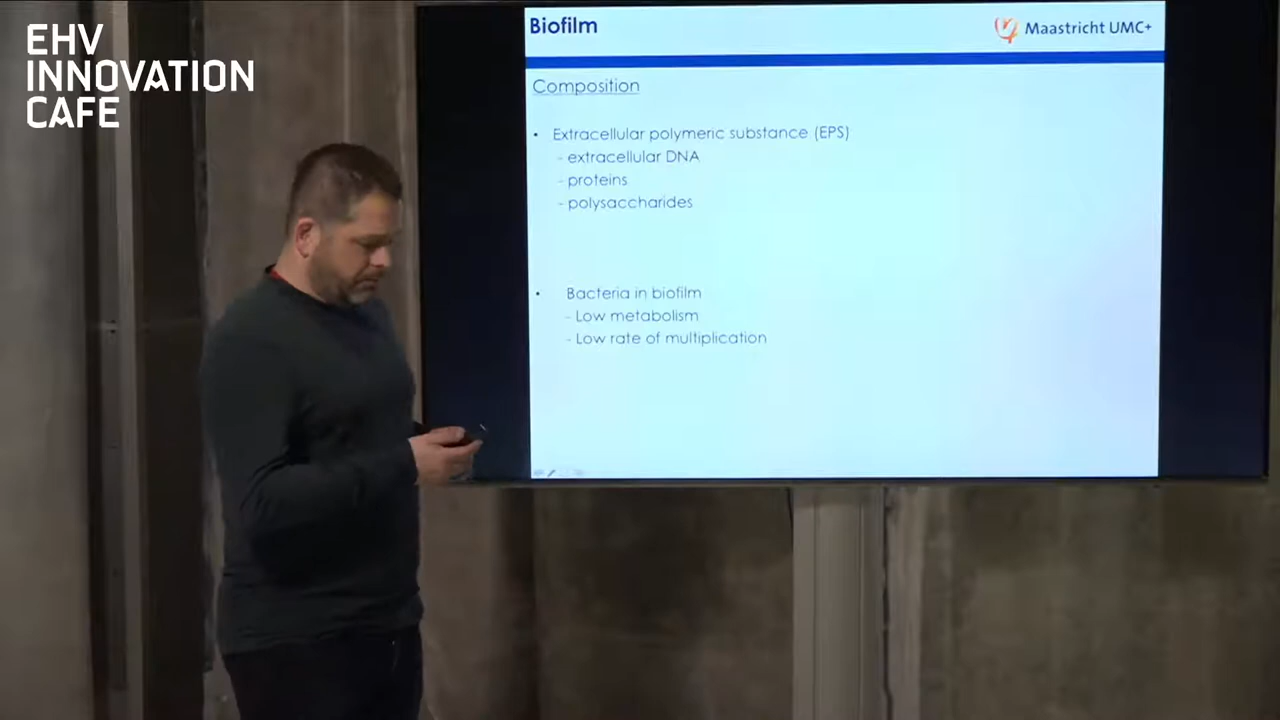 EHV
INNOVATION
CAFE
Biofilm
Maastricht UMC+
Composition
• Extracellular polymeric substance (EPS)
- extracellular DNA
- proteins
- polysaccharides
• Bacteria in biofilm
- Low metabolism
- Low rate of multiplication